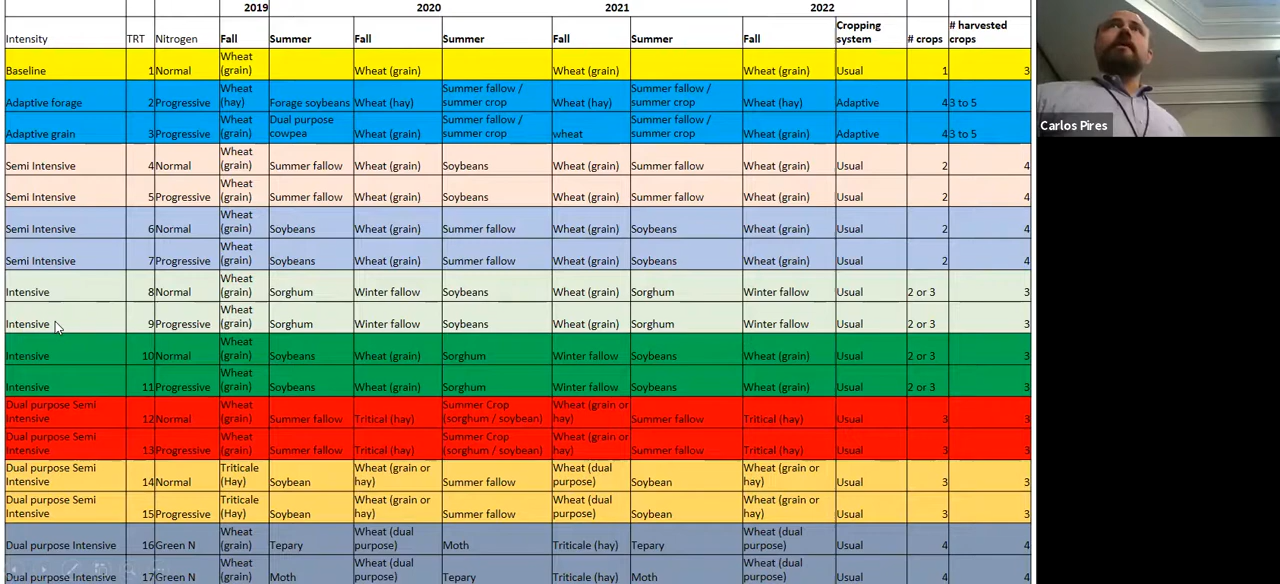 2019 2020 2021 2022
Intensity TRT Nitrogen Fall Summer Fall Summer Fall Summer Fall Cropping system # crops # harvested crops
Baseline 1 Normal Wheat (grain) Wheat (grain) Wheat (grain) Wheat (grain) Usual 1 3
Adaptive forage 2 Progressive Wheat (hay) Forage soybeans Wheat (hay) Summer fallow / summer crop Wheat (hay) Summer fallow / summer crop Wheat (hay) Adaptive 4 3 to 5
Adaptive grain 3 Progressive Wheat (grain) Dual purpose cowpea Wheat (grain) Summer fallow / summer crop wheat Summer fallow / summer crop Wheat (grain) Adaptive 4 3 to 5
Semi Intensive 4 Normal Wheat (grain) Summer fallow Wheat (grain) Soybeans Wheat (grain) Summer fallow Wheat (grain) Usual 2 4
Semi Intensive 5 Progressive Wheat (grain) Summer fallow Wheat (grain) Soybeans Wheat (grain) Summer fallow Wheat (grain) Usual 2 4
Semi Intensive 6 Normal Wheat (grain) Soybeans Wheat (grain) Summer fallow Wheat (grain) Soybeans Wheat (grain) Usual 2 4
Semi Intensive 7 Progressive Wheat (grain) Soybeans Wheat (grain) Summer fallow Wheat (grain) Soybeans Wheat (grain) Usual 2 4
Intensive 8 Normal Wheat (grain) Sorghum Winter fallow Soybeans Wheat (grain) Sorghum Winter fallow Usual 2 or 3 3
Intensive 9 Progressive Wheat (grain) Sorghum Winter fallow Soybeans Wheat (grain) Sorghum Winter fallow Usual 2 or 3 3
Intensive 10 Normal Wheat (grain) Soybeans Wheat (grain) Sorghum Winter fallow Soybeans Wheat (grain) Usual 2 or 3 3
Intensive 11 Progressive Wheat (grain) Soybeans Wheat (grain) Sorghum Winter fallow Soybeans Wheat (grain) Usual 2 or 3 3
Dual purpose Semi Intensive 12 Normal Wheat (grain) Summer fallow Tritical (hay) Summer Crop (sorghum / soybean) Wheat (grain or hay) Summer fallow Tritical (hay) Usual 3 3
Dual purpose Semi Intensive 13 Progressive Wheat (grain) Summer fallow Tritical (hay) Summer Crop (sorghum / soybean) Wheat (grain or hay) Summer fallow Tritical (hay) Usual 3 3
Dual purpose Semi Intensive 14 Normal Triticale (Hay) Soybean Wheat (grain or hay) Summer fallow Wheat (dual purpose) Soybean Wheat (grain or hay) Usual 3 3
Dual purpose Semi Intensive 15 Progressive Triticale (Hay) Soybean Wheat (grain or hay) Summer fallow Wheat (dual purpose) Soybean Wheat (grain or hay) Usual 3 3
Dual purpose Intensive 16 Green N Wheat (grain) Tepary Wheat (dual purpose) Moth Triticale (hay) Tepary Wheat (dual purpose) Usual 4 4
Dual purpose Intensive 17 Green N Wheat (grain) Moth Wheat (dual purpose) Tepary Triticale (hay) Moth Wheat (dual purpose) Usual 4 4
Carlos Pires